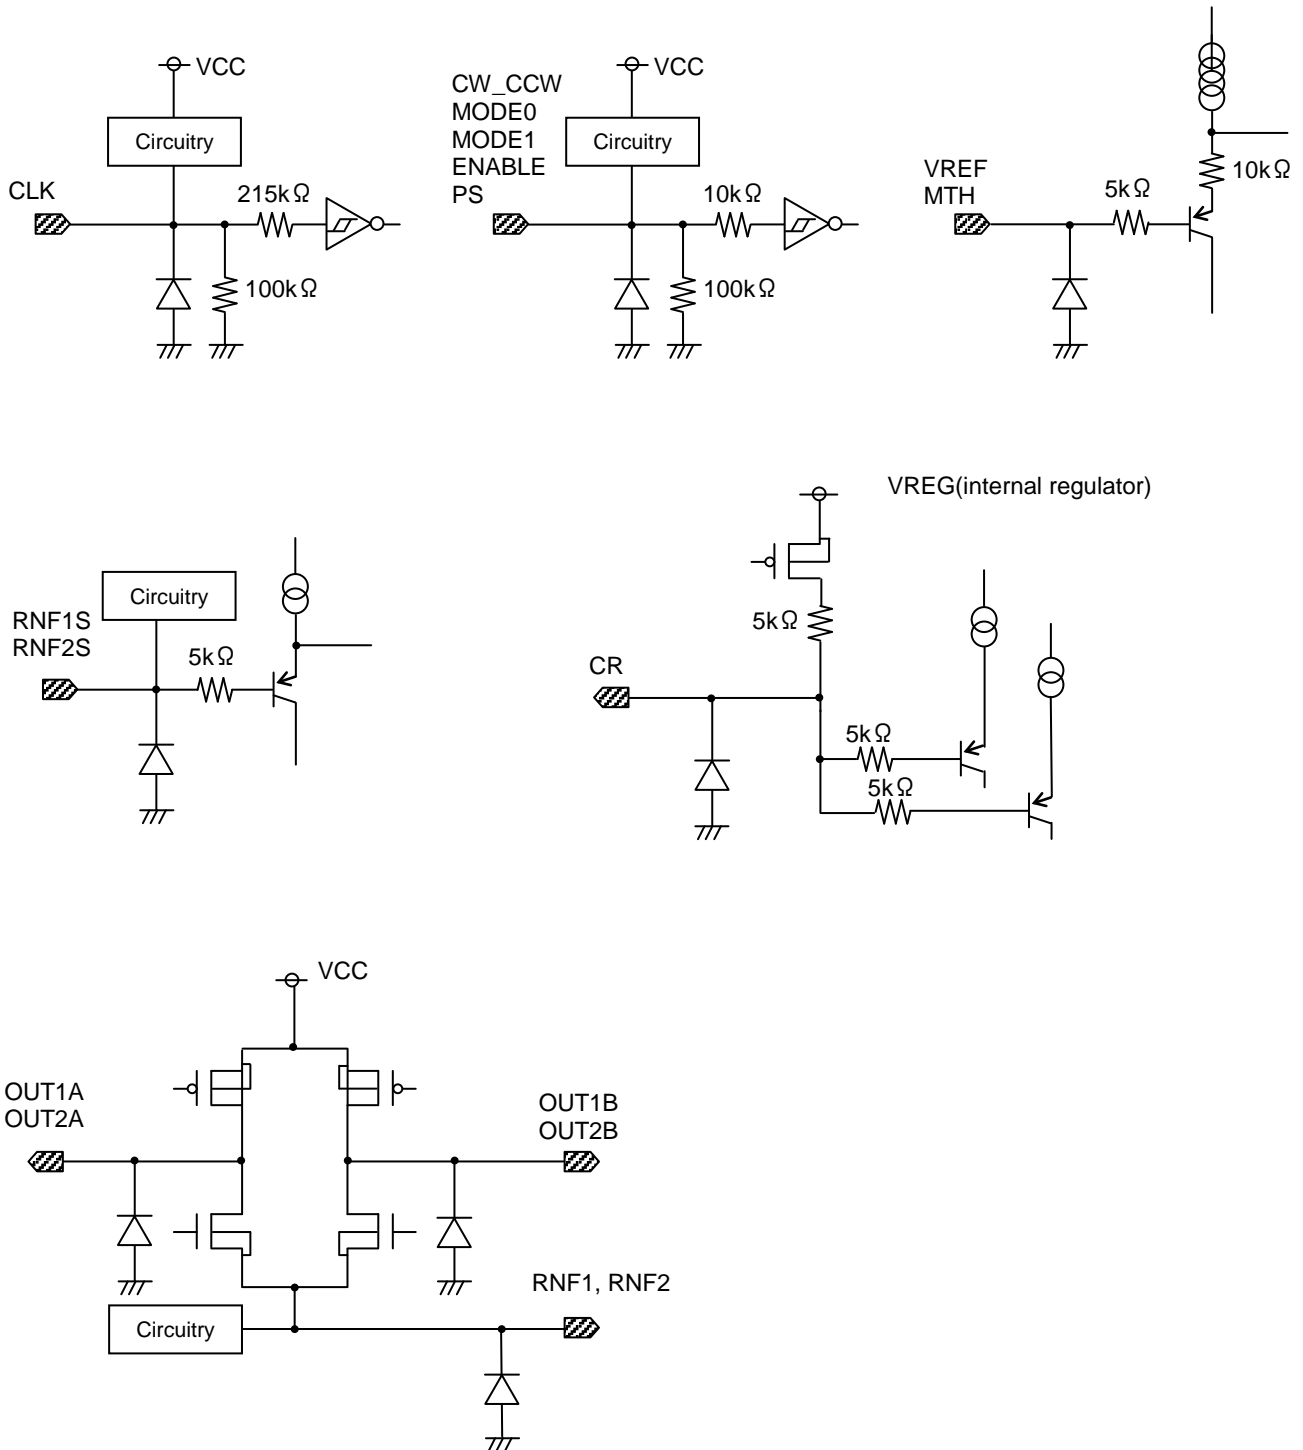 VCC
Circuitry
CLK
215kΩ
100kΩ
CW_CCW
MODE0
MODE1
ENABLE
PS
VCC
Circuitry
10kΩ
100kΩ
VREF
MTH
5kΩ
10kΩ
RNF1S
RNF2S
Circuitry
5kΩ
VREG(internal regulator)
5kΩ
CR
5kΩ
5kΩ
VCC
OUT1A
OUT2A
OUT1B
OUT2B
RNF1, RNF2
Circuitry